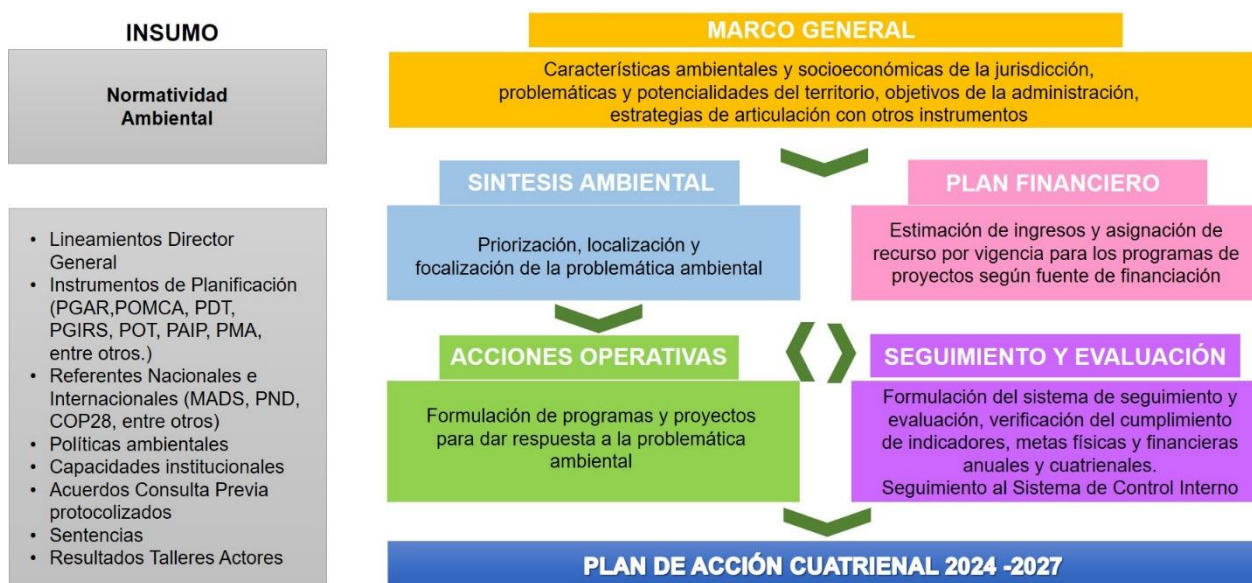 INSUMO
Normatividad
Ambiental
• Lineamientos Director
General
• Instrumentos de Planificación
(PGAR,POMCA, PDT,
PGIRS, POT, PAIP, PMA,
entre otros.)
• Referentes Nacionales e
Internacionales (MADS, PND,
COP28, entre otros)
• Políticas ambientales
• Capacidades institucionales
• Acuerdos Consulta Previa
protocolizados
• Sentencias
• Resultados Talleres Actores
MARCO GENERAL
Características ambientales y socioeconómicas de la jurisdicción,
problemáticas y potencialidades del territorio, objetivos de la administración,
estrategias de articulación con otros instrumentos
SINTESIS AMBIENTAL
Priorización, localización y
focalización de la problemática ambiental
PLAN FINANCIERO
Estimación de ingresos y asignación de
recurso por vigencia para los programas de
proyectos según fuente de financiación
ACCIONES OPERATIVAS
Formulación de programas y proyectos
para dar respuesta a la problemática
ambiental
SEGUIMIENTO Y EVALUACIÓN
Formulación del sistema de seguimiento y
evaluación, verificación del cumplimiento
de indicadores, metas físicas y financieras
anuales y cuatrienales.
Seguimiento al Sistema de Control Interno
PLAN DE ACCIÓN CUATRIENAL 2024 -2027